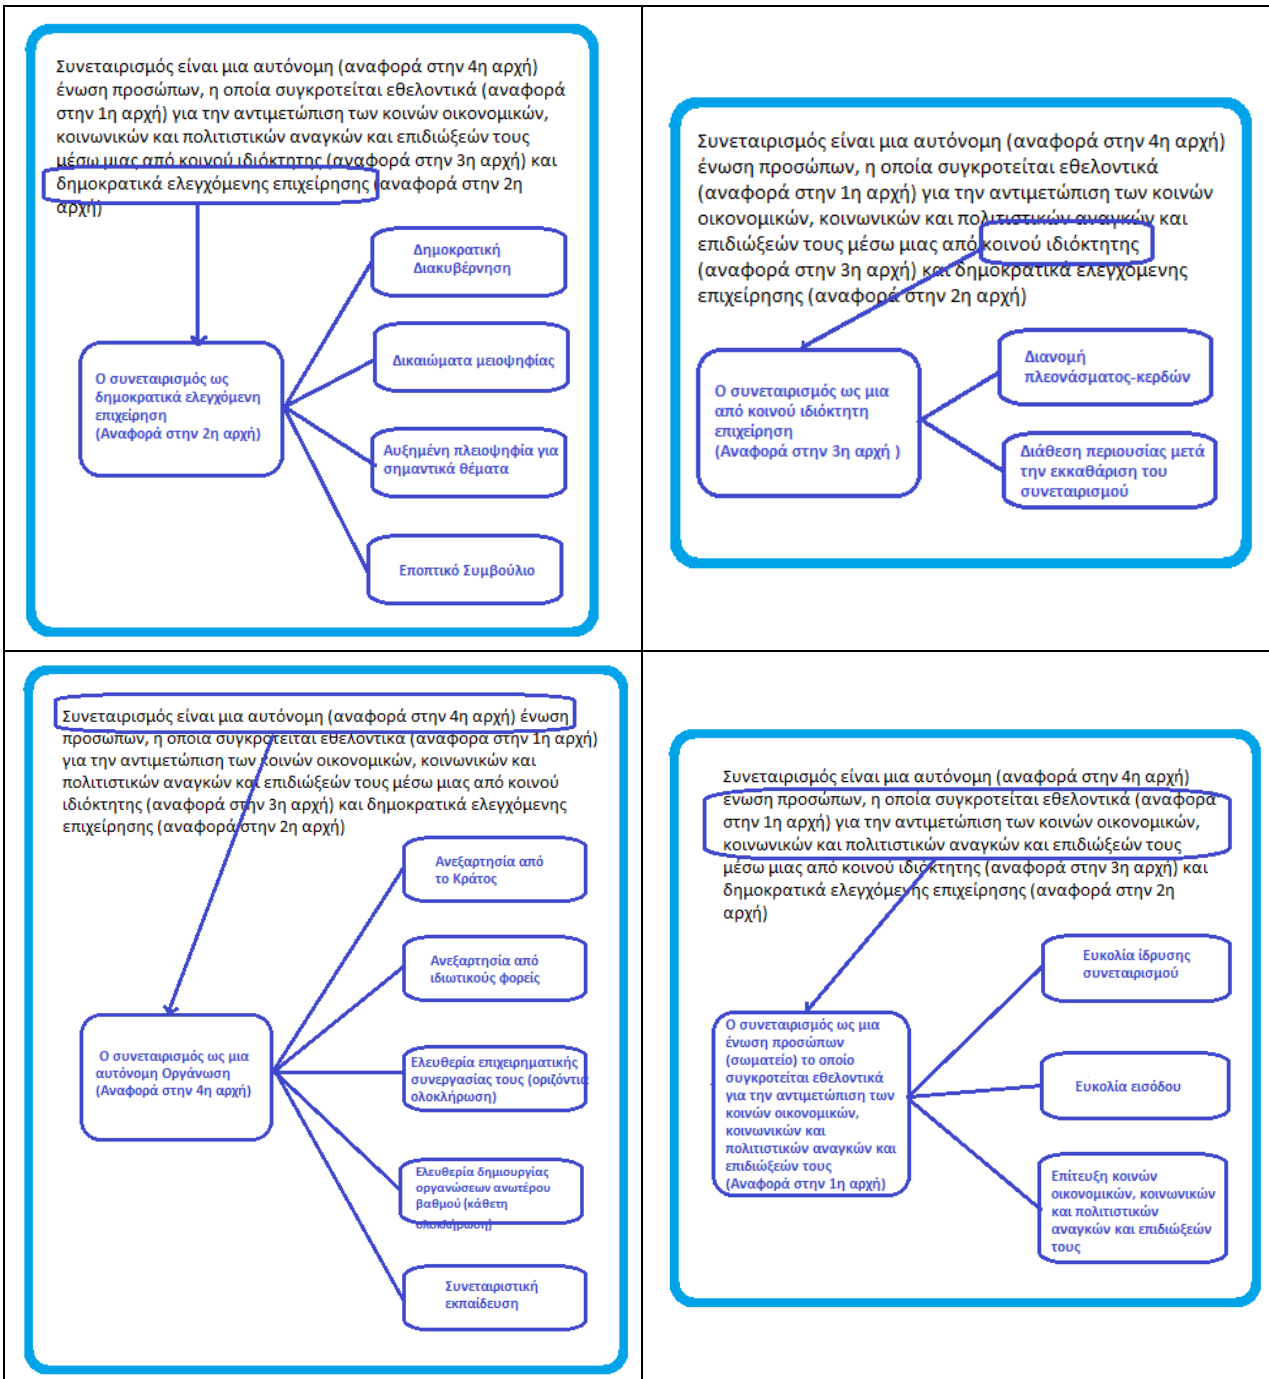 Συνεταιρισμός είναι μια αυτόνομη (αναφορά στην 4η αρχή)
ένωση προσώπων, η οποία συγκροτείται εθελοντικά (αναφορά
στην 1η αρχή) για την αντιμετώπιση των κοινών οικονομικών,
κοινωνικών και πολιτιστικών αναγκών και επιδιώξεών τους
μέσω μιας από κοινού ιδιόκτητης (αναφορά στην 3η αρχή) και
δημοκρατικά ελεγχόμενης επιχείρησης (αναφορά στην 2η
αρχή)
Δημοκρατική
Διακυβέρνηση
Δικαιώματα μειοψηφίας
Ο συνεταιρισμός ως
δημοκρατικά ελεγχόμενη
επιχείρηση
(Αναφορά στην 2η αρχή)
Αυξημένη πλειοψηφία για
σημαντικά θέματα
Εποπτικό Συμβούλιο
Συνεταιρισμός είναι μια αυτόνομη (αναφορά στην 4η αρχή)
ένωση προσώπων, η οποία συγκροτείται εθελοντικά
(αναφορά στην 1η αρχή) για την αντιμετώπιση των κοινών
οικονομικών, κοινωνικών και πολιτιστικών αναγκών και
επιδιώξεών τους μέσω μιας από κοινού ιδιόκτητης
(αναφορά στην 3η αρχή) και δημοκρατικά ελεγχόμενης
επιχείρησης (αναφορά στην 2η αρχή)
Διανομή
πλεονάσματος-κερδών
Ο συνεταιρισμός ως μια
από κοινού ιδιόκτητη
επιχείρηση
(Αναφορά στην 3η αρχή )
Διάθεση περιουσίας μετά
την εκκαθάριση του
συνεταιρισμού
Συνεταιρισμός είναι μια αυτόνομη (αναφορά στην 4η αρχή) ένωση
προσώπων, η οποία συγκροτείται εθελοντικά (αναφορά στην 1η αρχή)
για την αντιμετώπιση των κοινών οικονομικών, κοινωνικών και
πολιτιστικών αναγκών και επιδιώξεών τους μέσω μιας από κοινού
ιδιόκτητης (αναφορά στην 3η αρχή) και δημοκρατικά ελεγχόμενης
επιχείρησης (αναφορά στην 2η αρχή)
Ανεξαρτησία από
το Κράτος
Ανεξαρτησία από
ιδιωτικούς φορείς
Ο συνεταιρισμός ως μια
αυτόνομη Οργάνωση
(Αναφορά στην 4η αρχή)
Ελευθερία επιχειρηματικής
συνεργασίας τους (οριζόντια
ολοκλήρωση)
Ελευθερία δημιουργίας
οργανώσεων ανωτέρου
βαθμού (κάθετη
ολοκλήρωση)
Συνεταιριστική
εκπαίδευση
Συνεταιρισμός είναι μια αυτόνομη (αναφορά στην 4η αρχή)
ένωση προσώπων, η οποία συγκροτείται εθελοντικά (αναφορά
στην 1η αρχή) για την αντιμετώπιση των κοινών οικονομικών,
κοινωνικών και πολιτιστικών αναγκών και επιδιώξεών τους
μέσω μιας από κοινού ιδιόκτητης (αναφορά στην 3η αρχή) και
δημοκρατικά ελεγχόμενης επιχείρησης (αναφορά στην 2η
αρχή)
Ευκολία ίδρυσης
συνεταιρισμού
Ο συνεταιρισμός ως μια
ένωση προσώπων
(σωματείο) το οποίο
συγκροτείται εθελοντικά
για την αντιμετώπιση των
κοινών οικονομικών,
κοινωνικών και
πολιτιστικών αναγκών και
επιδιώξεών τους
(Αναφορά στην 1η αρχή)
Ευκολία εισόδου
Επίτευξη κοινών
οικονομικών, κοινωνικών
και πολιτιστικών
αναγκών και επιδιώξεών
τους